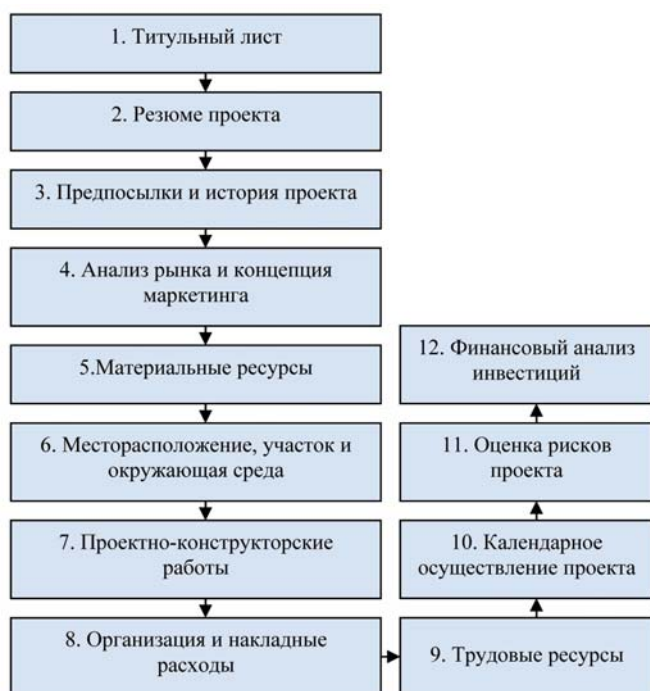 1. Титульный лист
2. Резюме проекта
3. Предпосылки и история проекта
4. Анализ рынка и концепция
маркетинга
5.Материальные ресурсы
6. Месторасположение, участок и
окружающая среда
7. Проектно-конструкторские
работы
8. Организация и накладные
расходы
9. Трудовые ресурсы
10. Календарное
осуществление проекта
11. Оценка рисков
проекта
12. Финансовый анализ
инвестиций